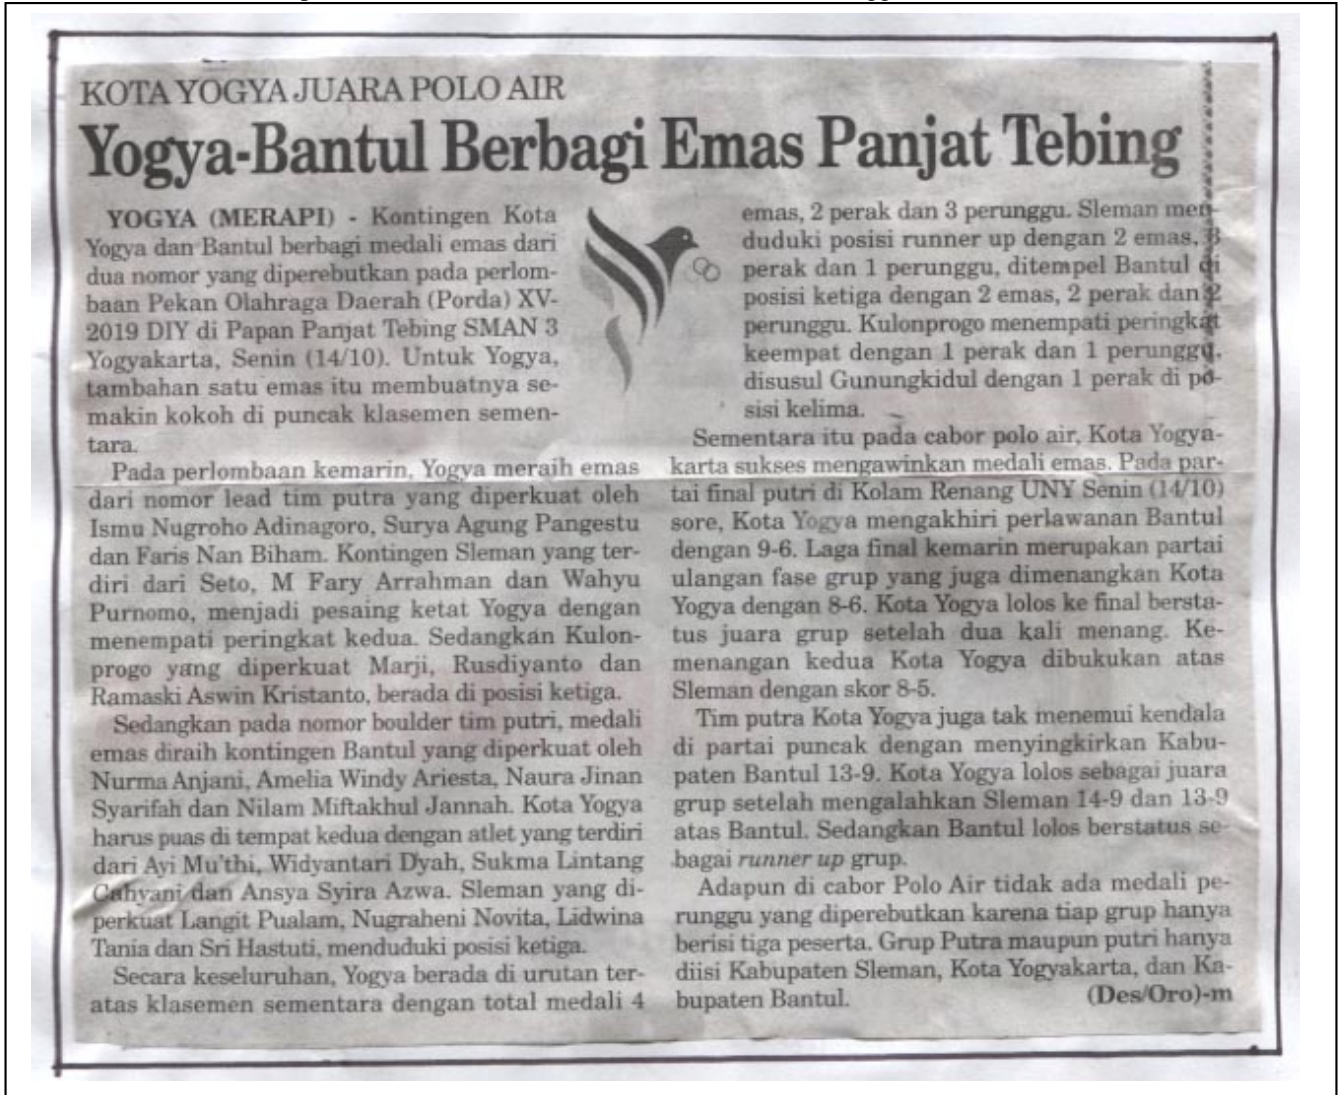 KOTA YOGYA JUARA POLO AIR
Yogya-Bantul Berbagi Emas Panjat Tebing
YOGYA (MERAPI) - Kontingen Kota
Yogya dan Bantul berbagi medali emas dari
dua nomor yang diperebutkan pada perlom-
baan Pekan Olahraga Daerah (Porda) XV-
2019 DIY di Papan Panjat Tebing SMAN 3
Yogyakarta, Senin (14/10). Untuk Yogya,
tambahan satu emas itu membuatnya se-
makin kokoh di puncak klasemen semen-
tara.
Pada perlombaan kemarin, Yogya meraih emas
dari nomor lead tim putra yang diperkuat oleh
Ismu Nugroho Adinagoro, Surya Agung Pangestu
dan Faris Nan Biham. Kontingen Sleman yang ter-
diri dari Seto, M Fary Arrahman dan Wahyu
Purnomo, menjadi pesaing ketat Yogya dengan
menempati peringkat kedua. Sedangkan Kulon-
progo yang diperkuat Marji, Rusdiyanto dan
Ramaski Aswin Kristanto, berada di posisi ketiga.
Sedangkan pada nomor boulder tim putri, medali
emas diraih kontingen Bantul yang diperkuat oleh
Nurma Anjani, Amelia Windy Ariesta, Naura Jinan
Syarifah dan Nilam Miftakhul Jannah. Kota Yogya
harus puas di tempat kedua dengan atlet yang terdiri
dari Ayi Mu'thi, Widyantari Dyah, Sukma Lintang
Cahyani dan Ansya Syira Azwa. Sleman yang di-
perkuat Langit Pualam, Nugraheni Novita, Lidwina
Tania dan Sri Hastuti, menduduki posisi ketiga.
Secara keseluruhan, Yogya berada di urutan ter-
atas klasemen sementara dengan total medali 4
emas, 2 perak dan 3 perunggu. Sleman men-
duduki posisi runner up dengan 2 emas, 3
perak dan 1 perunggu, ditempel Bantul di
posisi ketiga dengan 2 emas, 2 perak dan 2
perunggu. Kulonprogo menempati peringkat
keempat dengan 1 perak dan 1 perunggu,
disusul Gunungkidul dengan 1 perak di po-
sisi kelima.
Sementara itu pada cabor polo air, Kota Yogya-
karta sukses mengawinkan medali emas. Pada par-
tai final putri di Kolam Renang UNY Senin (14/10)
sore, Kota Yogya mengakhiri perlawanan Bantul
dengan 9-6. Laga final kemarin merupakan partai
ulangan fase grup yang juga dimenangkan Kota
Yogya dengan 8-6. Kota Yogya lolos ke final bersta-
tus juara grup setelah dua kali menang. Ke-
menangan kedua Kota Yogya dibukukan atas
Sleman dengan skor 8-5.
Tim putra Kota Yogya juga tak menemui kendala
di partai puncak dengan menyingkirkan Kabu-
paten Bantul 13-9. Kota Yogya lolos sebagai juara
grup setelah mengalahkan Sleman 14-9 dan 13-9
atas Bantul. Sedangkan Bantul lolos berstatus se-
bagai runner up grup.
Adapun di cabor Polo Air tidak ada medali pe-
runggu yang diperebutkan karena tiap grup hanya
berisi tiga peserta. Grup Putra maupun putri hanya
diisi Kabupaten Sleman, Kota Yogyakarta, dan Ka-
bupaten Bantul. (Des/Oro)-m